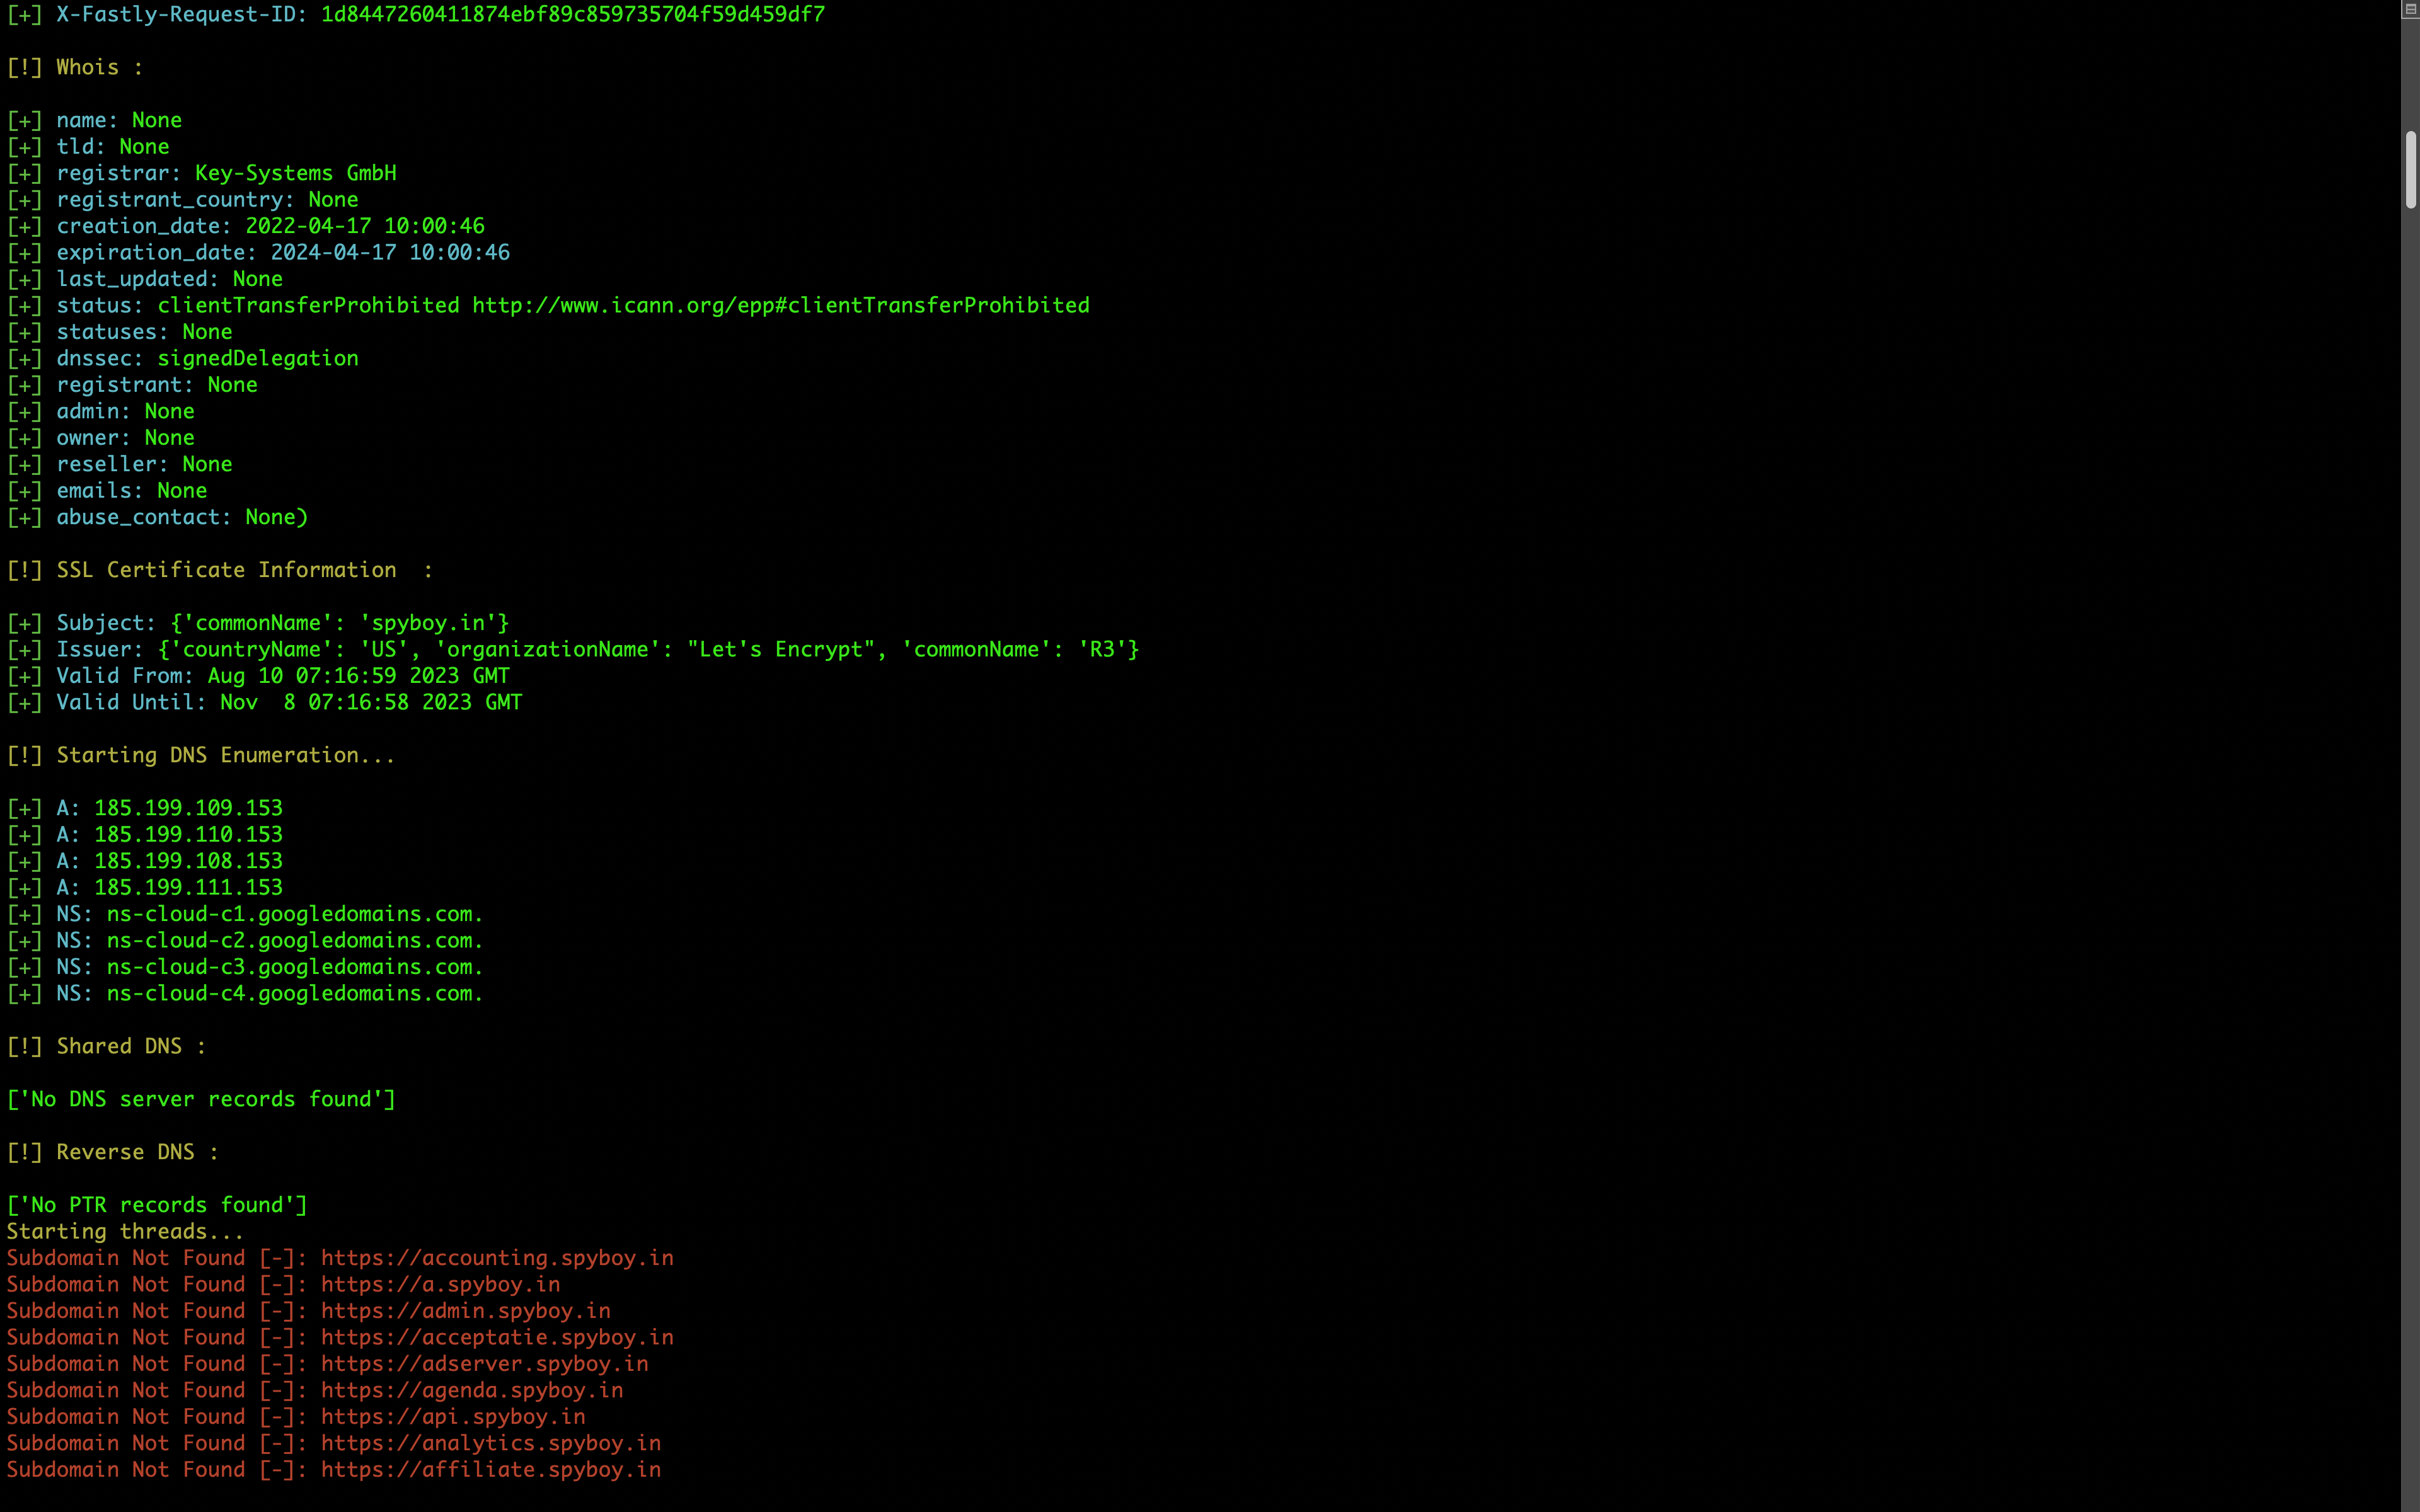 [+] X-Fastly-Request-ID: 1d8447260411874ebf89c859735704f59d459df7
[!] Whois :
[+] name: None
[+] tld: None
[+] registrar: Key-Systems GmbH
[+] registrant_country: None
[+] creation_date: 2022-04-17 10:00:46
[+] expiration_date: 2024-04-17 10:00:46
[+] last_updated: None
[+] status: clientTransferProhibited http://www.icann.org/epp#clientTransferProhibited
[+] statuses: None
[+] dnssec: signedDelegation
[+] registrant: None
[+] admin: None
[+] owner: None
[+] reseller: None
[+] emails: None
[+] abuse_contact: None)
[!] SSL Certificate Information  :
[+] Subject: {'commonName': 'spyboy.in'}
[+] Issuer: {'countryName': 'US', 'organizationName': "Let's Encrypt", 'commonName': 'R3'}
[+] Valid From: Aug 10 07:16:59 2023 GMT
[+] Valid Until: Nov  8 07:16:58 2023 GMT
[!] Starting DNS Enumeration...
[+] A: 185.199.109.153
[+] A: 185.199.110.153
[+] A: 185.199.108.153
[+] A: 185.199.111.153
[+] NS: ns-cloud-c1.googledomains.com.
[+] NS: ns-cloud-c2.googledomains.com.
[+] NS: ns-cloud-c3.googledomains.com.
[+] NS: ns-cloud-c4.googledomains.com.
[!] Shared DNS :
['No DNS server records found']
[!] Reverse DNS :
['No PTR records found']
Starting threads...
Subdomain Not Found [-]: https://accounting.spyboy.in
Subdomain Not Found [-]: https://a.spyboy.in
Subdomain Not Found [-]: https://admin.spyboy.in
Subdomain Not Found [-]: https://acceptatie.spyboy.in
Subdomain Not Found [-]: https://adserver.spyboy.in
Subdomain Not Found [-]: https://agenda.spyboy.in
Subdomain Not Found [-]: https://api.spyboy.in
Subdomain Not Found [-]: https://analytics.spyboy.in
Subdomain Not Found [-]: https://affiliate.spyboy.in